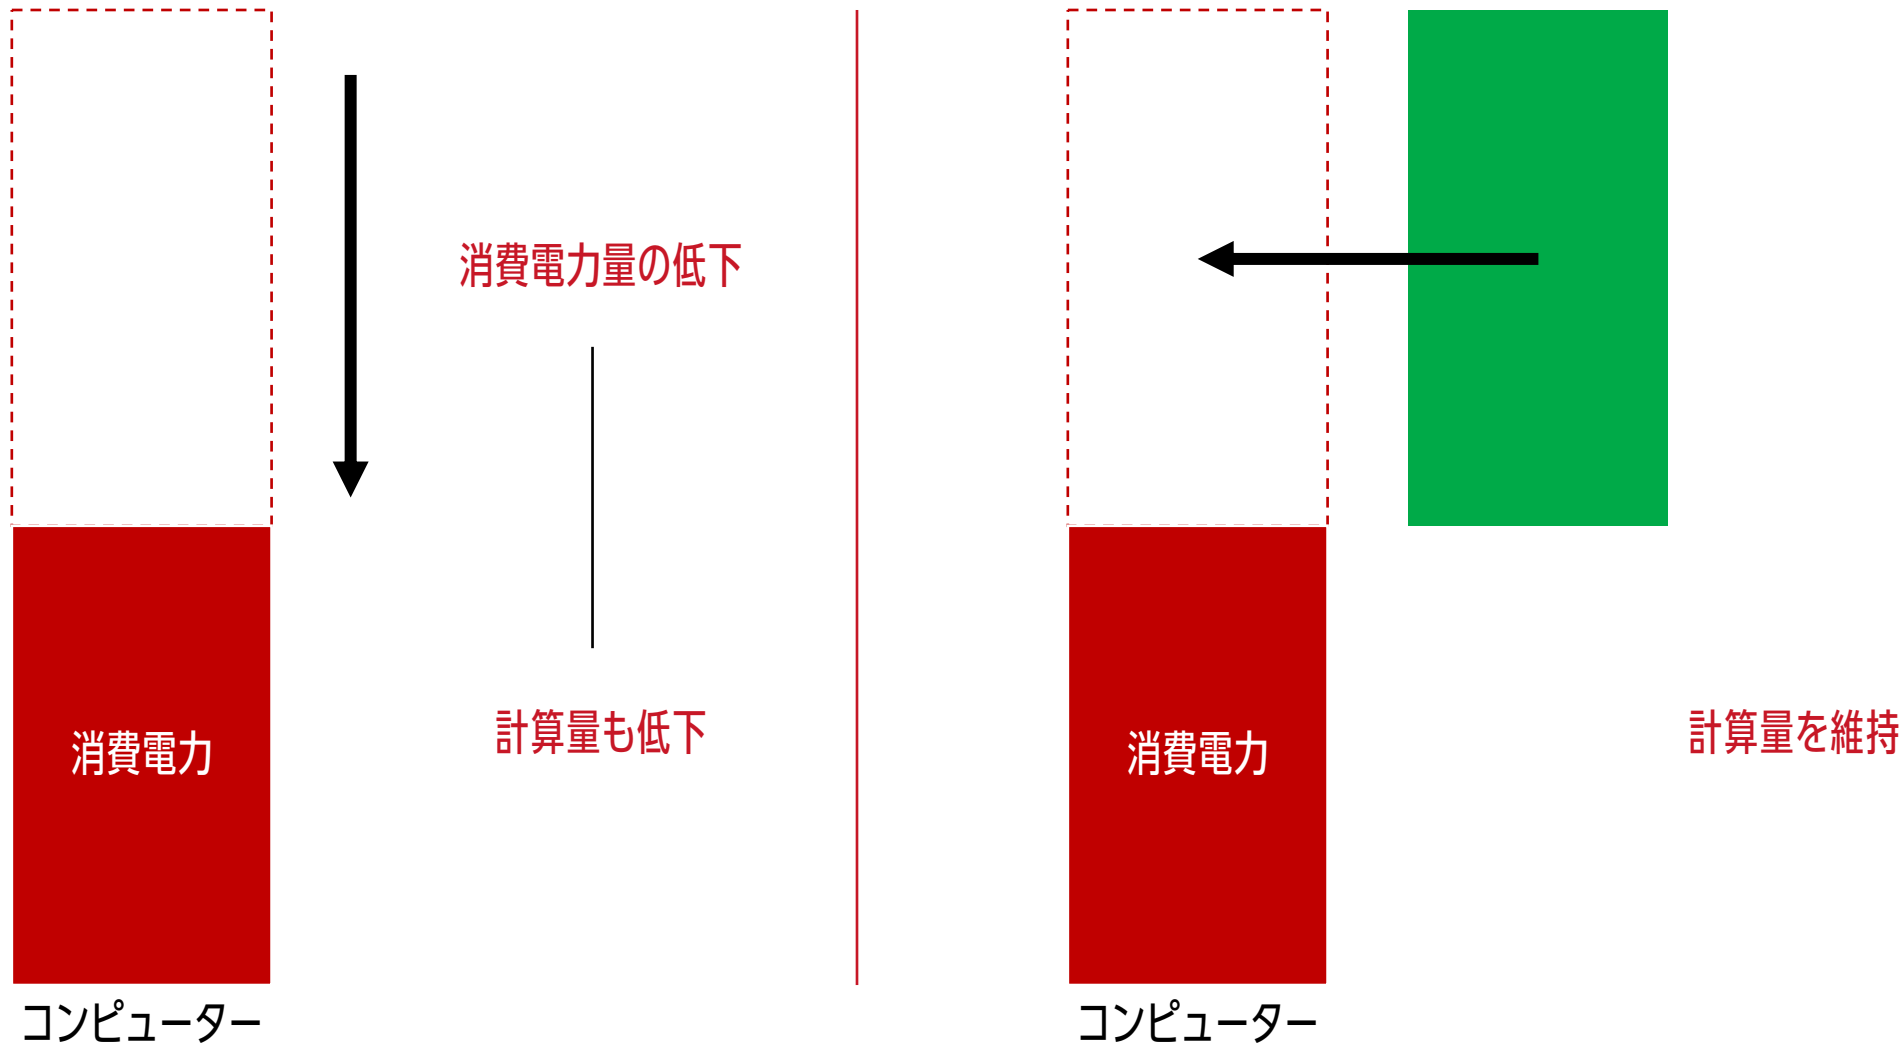 消費電力量の低下
計算量も低下
消費電力
コンピューター
消費電力
計算量を維持
コンピューター